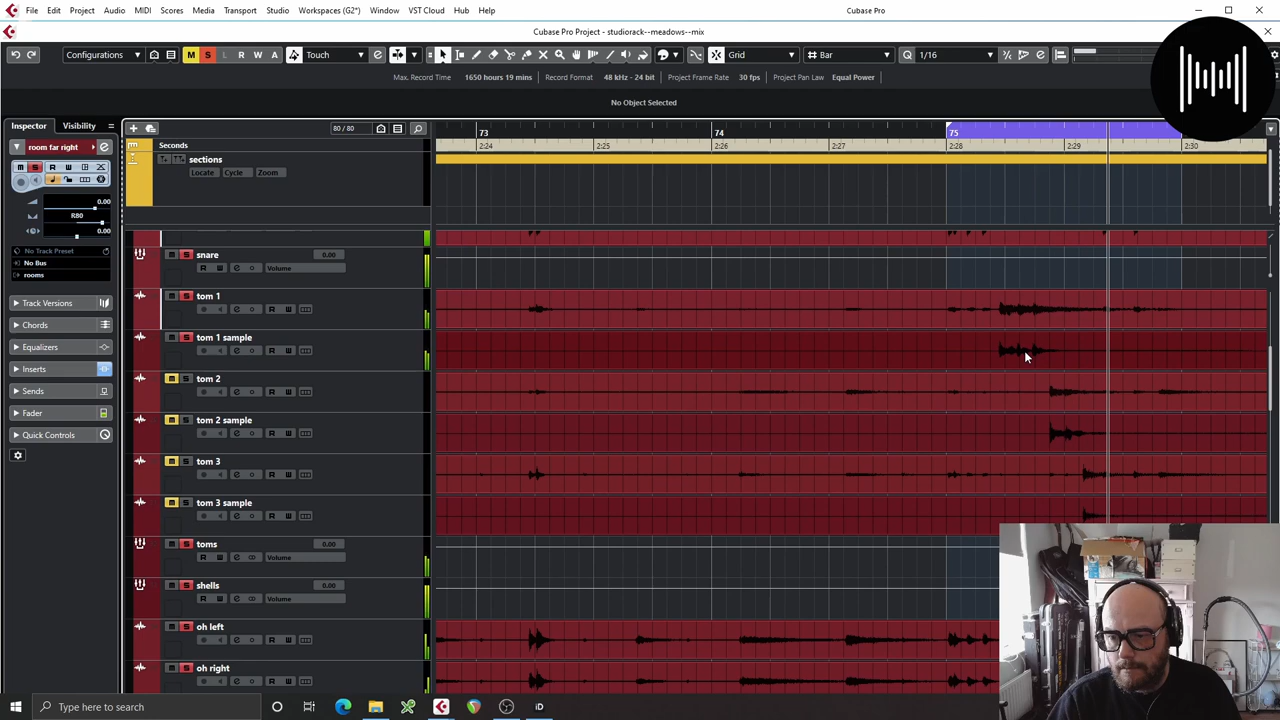 File Edit Project Audio MIDI Scores Media Transport Studio Workspaces (G2*) Window VST Cloud Hub Help Cubase Pro
Cubase Pro Project - studiorack--meadows--mix
Configurations M S L R W A Touch Grid Bar Q 1/16
Max. Record Time 1650 hours 19 mins Record Format 48 kHz - 24 bit Project Frame Rate 30 fps Project Pan Law Equal Power
No Object Selected
Inspector Visibility 80 / 80 73 74 75
Seconds 2:24 2:25 2:26 2:27 2:28 2:29 2:30
room far right
sections
Locate Cycle Zoom
0.00
R80
0.00
No Track Preset
No Bus
rooms
Track Versions
Chords
Equalizers
Inserts
Sends
Fader
Quick Controls
snare 0.00
R W e Volume
tom 1
R W
tom 1 sample
R W
tom 2
R W
tom 2 sample
R W
tom 3
R W
tom 3 sample
R W
toms 0.00
R W e Volume
shells 0.00
R W e Volume
oh left
R W
oh right
R W
Type here to search iD